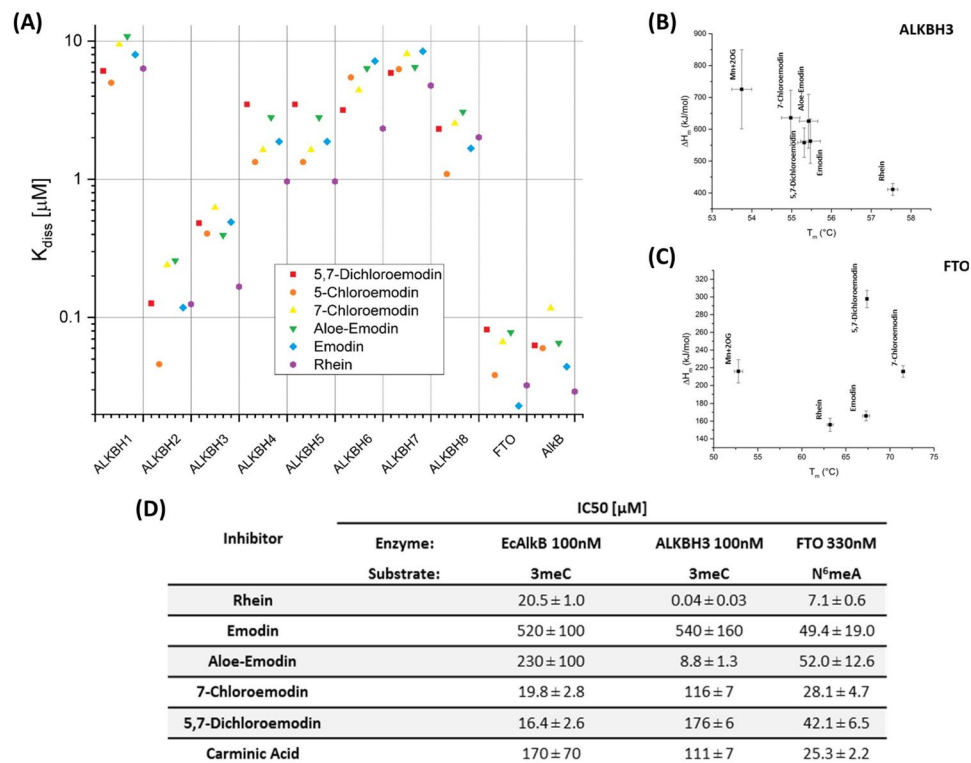 (A)
K_diss [μM]
10
1
0.1
5,7-Dichloroemodin
5-Chloroemodin
7-Chloroemodin
Aloe-Emodin
Emodin
Rhein
ALKBH1
ALKBH2
ALKBH3
ALKBH4
ALKBH5
ALKBH6
ALKBH7
ALKBH8
FTO
AlkB
(B)
ALKBH3
ΔH_m (kJ/mol)
900
800
700
600
500
400
Mn+2OG
7-Chloroemodin
Aloe-Emodin
5,7-Dichloroemodin
Emodin
Rhein
53 54 55 56 57 58
T_m (°C)
(C)
FTO
ΔH_m (kJ/mol)
300
280
260
240
220
200
180
160
140
Mn+2OG
Rhein
Emodin
5,7-Dichloroemodin
7-Chloroemodin
50 55 60 65 70 75
T_m (°C)
(D)
IC50 [μM]
Inhibitor Enzyme: EcAlkB 100nM ALKBH3 100nM FTO 330nM
Substrate: 3meC 3meC N⁶meA
Rhein 20.5 ± 1.0 0.04 ± 0.03 7.1 ± 0.6
Emodin 520 ± 100 540 ± 160 49.4 ± 19.0
Aloe-Emodin 230 ± 100 8.8 ± 1.3 52.0 ± 12.6
7-Chloroemodin 19.8 ± 2.8 116 ± 7 28.1 ± 4.7
5,7-Dichloroemodin 16.4 ± 2.6 176 ± 6 42.1 ± 6.5
Carminic Acid 170 ± 70 111 ± 7 25.3 ± 2.2